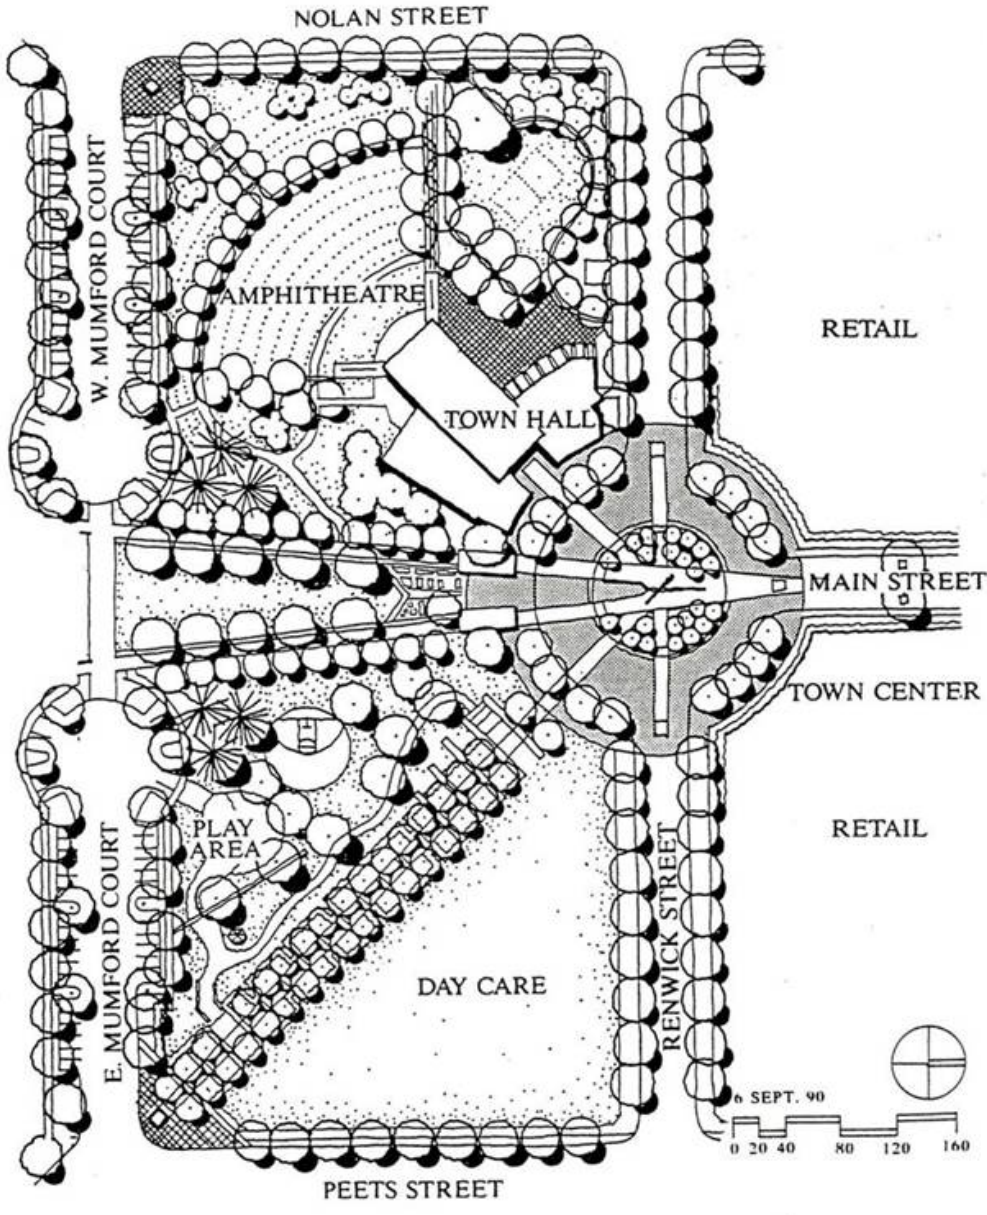 NOLAN STREET
W. MUMFORD COURT
AMPHITHEATRE
RETAIL
TOWN HALL
MAIN STREET
TOWN CENTER
PLAY
AREA
RETAIL
E. MUMFORD COURT
RENWICK STREET
DAY CARE
6 SEPT. 90
0 20 40 80 120 160
PEETS STREET